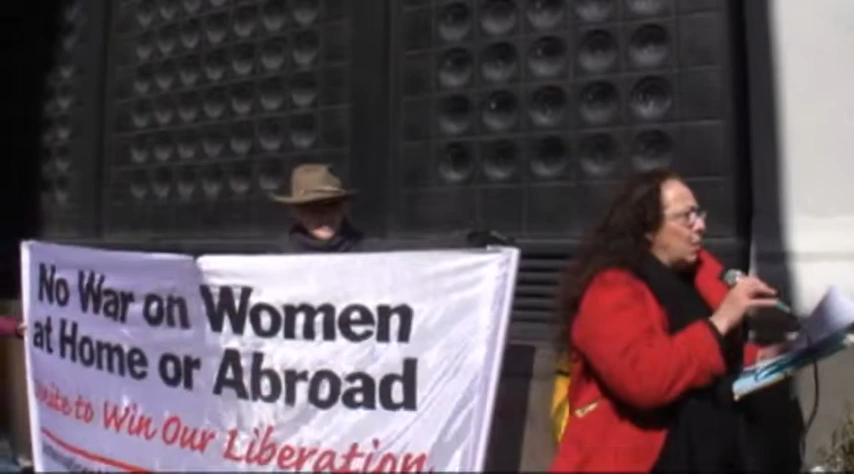 No War on Women
at Home or Abroad
Unite to Win Our Liberation